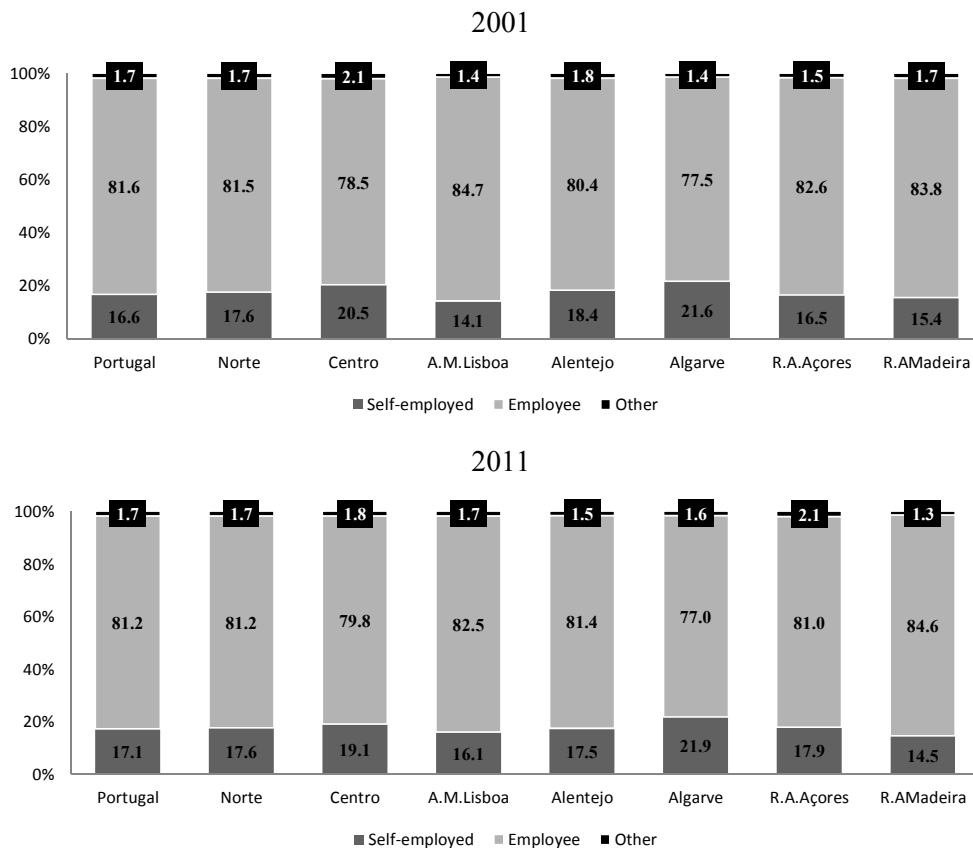 2001
100%
80%
60%
40%
20%
0%
1.7 1.7 2.1 1.4 1.8 1.4 1.5 1.7
81.6 81.5 78.5 84.7 80.4 77.5 82.6 83.8
16.6 17.6 20.5 14.1 18.4 21.6 16.5 15.4
Portugal Norte Centro A.M.Lisboa Alentejo Algarve R.A.Açores R.AMadeira
Self-employed Employee Other
2011
100%
80%
60%
40%
20%
0%
1.7 1.7 1.8 1.7 1.5 1.6 2.1 1.3
81.2 81.2 79.8 82.5 81.4 77.0 81.0 84.6
17.1 17.6 19.1 16.1 17.5 21.9 17.9 14.5
Portugal Norte Centro A.M.Lisboa Alentejo Algarve R.A.Açores R.AMadeira
Self-employed Employee Other